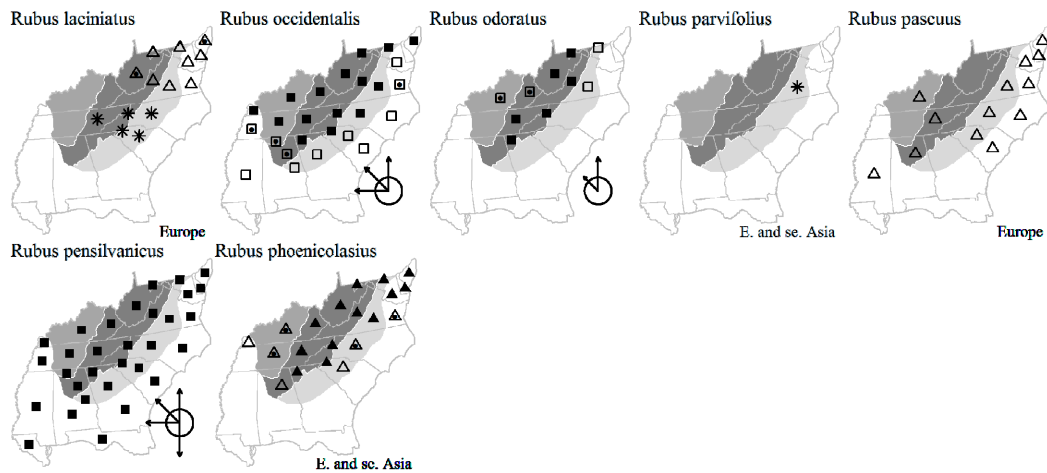 Rubus laciniatus
Rubus occidentalis
Rubus odoratus
Rubus parvifolius
Rubus pascuus
Europe
E. and se. Asia
Europe
Rubus pensilvanicus
Rubus phoenicolasius
E. and se. Asia